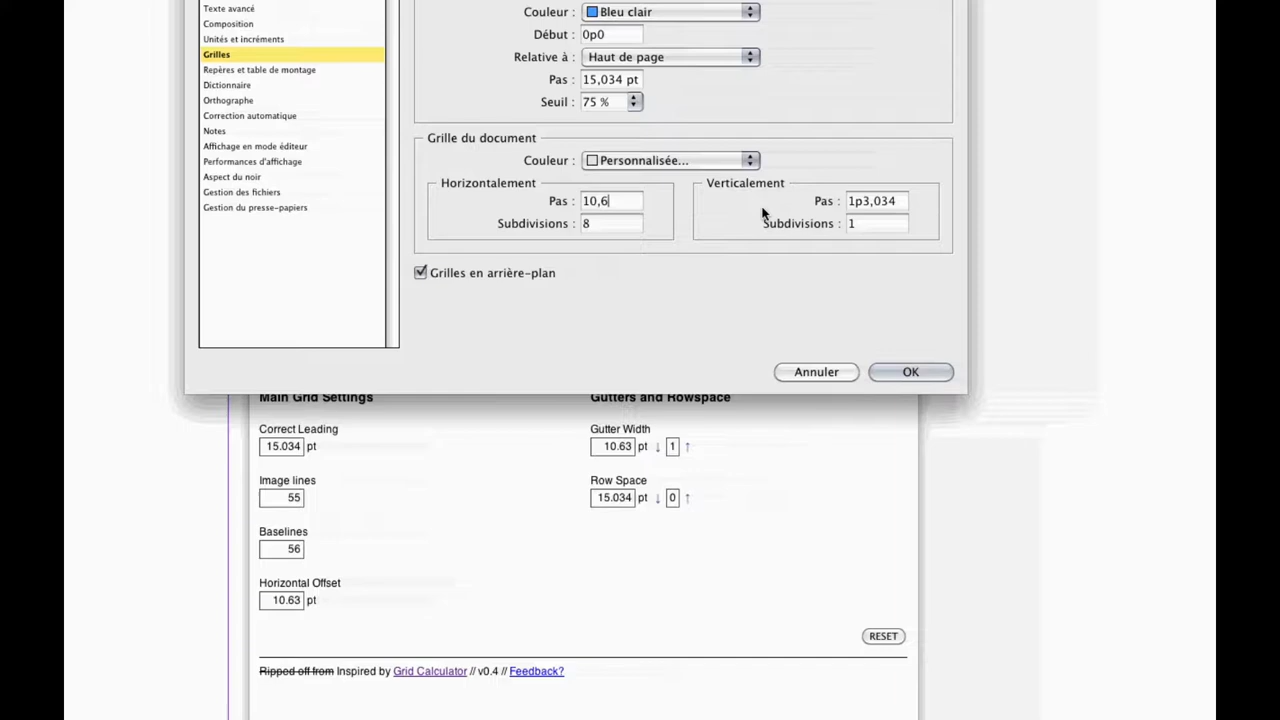 Texte avancé
Composition
Unités et incréments
Grilles
Repères et table de montage
Dictionnaire
Orthographe
Correction automatique
Notes
Affichage en mode éditeur
Performances d'affichage
Aspect du noir
Gestion des fichiers
Gestion du presse-papiers
Couleur : Bleu clair
Début : 0p0
Relative à : Haut de page
Pas : 15,034 pt
Seuil : 75 %
Grille du document
Couleur : Personnalisée...
Horizontalement
Pas : 10,6
Subdivisions : 8
Verticalement
Pas : 1p3,034
Subdivisions : 1
Grilles en arrière-plan
Annuler
OK
Main Grid Settings
Correct Leading
15.034 pt
Image lines
55
Baselines
56
Horizontal Offset
10.63 pt
Gutters and Rowspace
Gutter Width
10.63 pt ↓ 1 ↑
Row Space
15.034 pt ↓ 0 ↑
RESET
Ripped off from Inspired by Grid Calculator // v0.4 // Feedback?